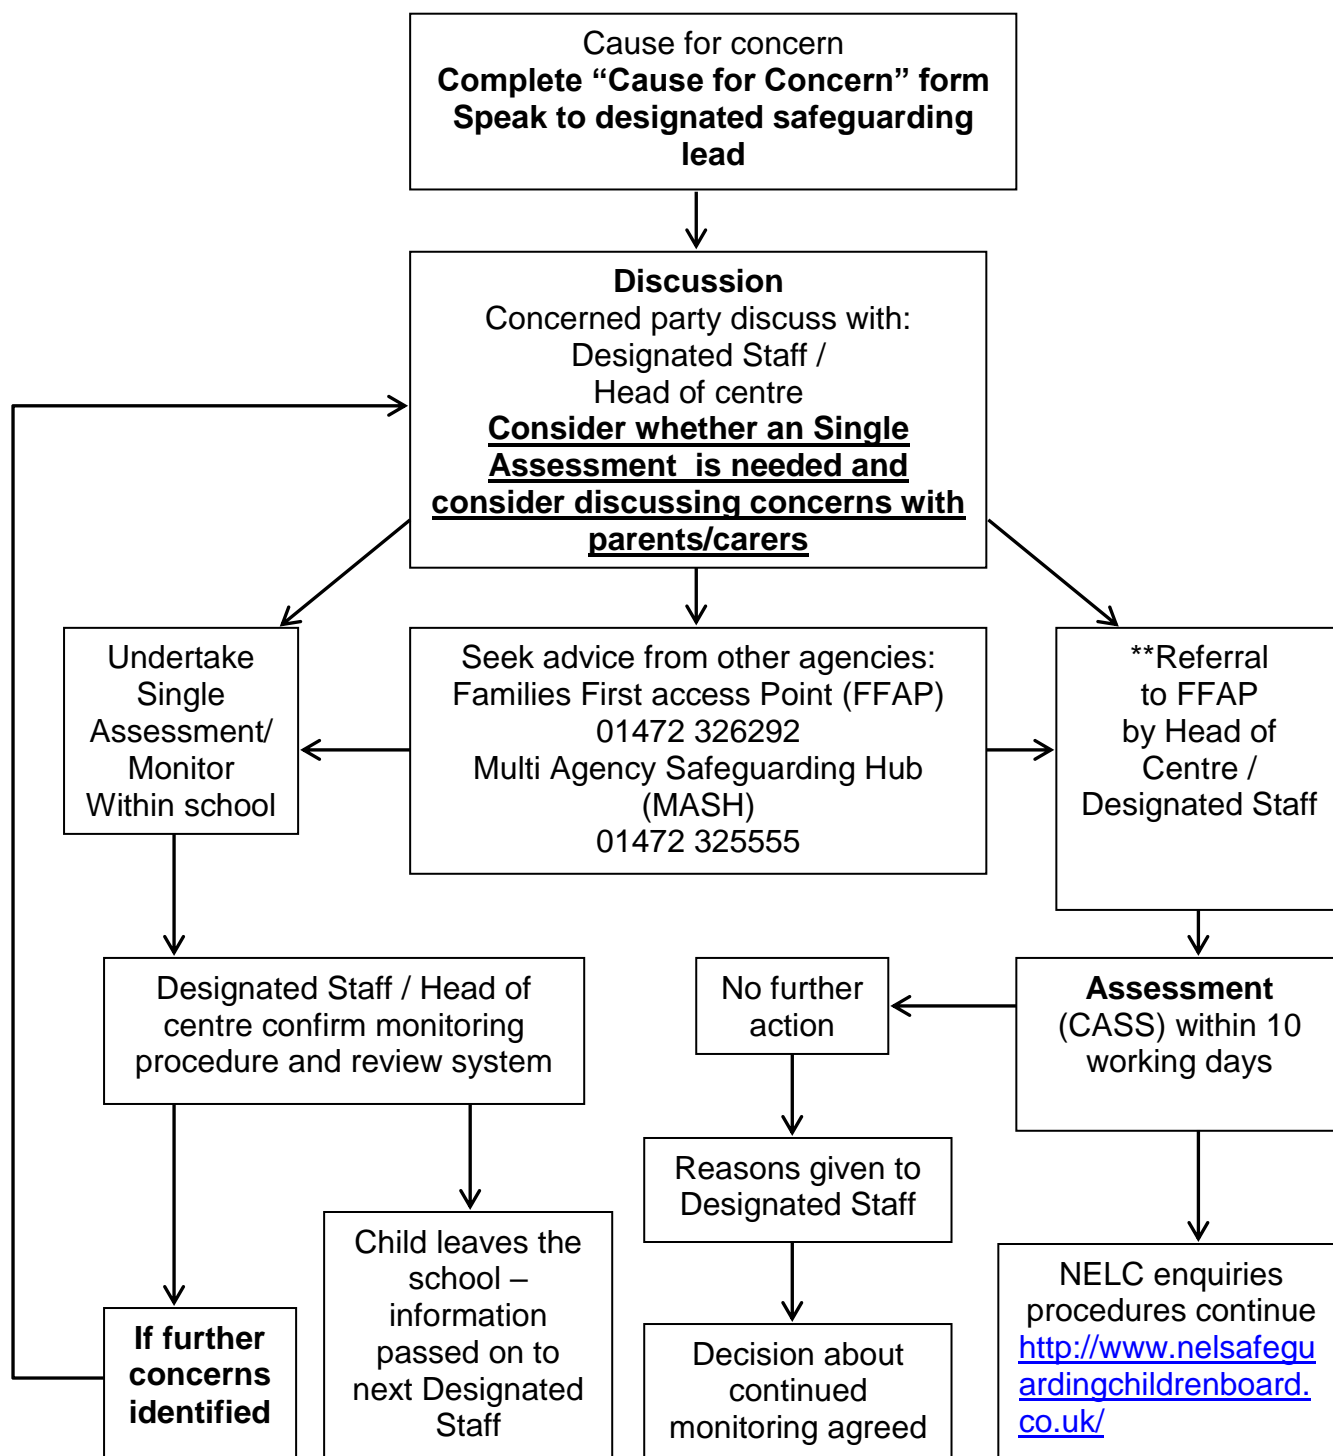 Cause for concern
Complete “Cause for Concern” form
Speak to designated safeguarding
lead
Discussion
Concerned party discuss with:
Designated Staff /
Head of centre
Consider whether an Single
Assessment  is needed and
consider discussing concerns with
parents/carers
Undertake
Single
Assessment/
Monitor
Within school
Seek advice from other agencies:
Families First access Point (FFAP)
01472 326292
Multi Agency Safeguarding Hub
(MASH)
01472 325555
**Referral
to FFAP
by Head of
Centre /
Designated Staff
Designated Staff / Head of
centre confirm monitoring
procedure and review system
No further
action
Assessment
(CASS) within 10
working days
Reasons given to
Designated Staff
If further
concerns
identified
Child leaves the
school –
information
passed on to
next Designated
Staff
Decision about
continued
monitoring agreed
NELC enquiries
procedures continue
http://www.nelsafegu
ardingchildrenboard.
co.uk/